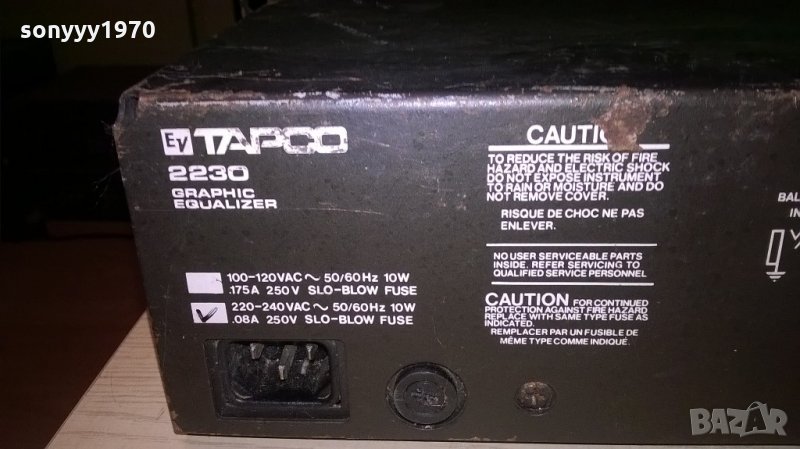 sonyyy1970
EV TAPCO
2230
GRAPHIC
EQUALIZER
100-120VAC ~ 50/60Hz 10W
.175A 250V SLO-BLOW FUSE
220-240VAC ~ 50/60Hz 10W
.08A 250V SLO-BLOW FUSE
CAUTIO
TO REDUCE THE RISK OF FIRE
HAZARD AND ELECTRIC SHOCK
DO NOT EXPOSE INSTRUMENT
TO RAIN OR MOISTURE AND DO
NOT REMOVE COVER.
RISQUE DE CHOC NE PAS
ENLEVER.
NO USER SERVICEABLE PARTS
INSIDE. REFER SERVICING TO
QUALIFIED SERVICE PERSONNEL
CAUTION FOR CONTINUED
PROTECTION AGAINST FIRE HAZARD
REPLACE WITH SAME TYPE FUSE AS
INDICATED.
REMPLACER PAR UN FUSIBLE DE
MÊME TYPE COMME INDIQUÉ.
BAL
IN
BAZAR